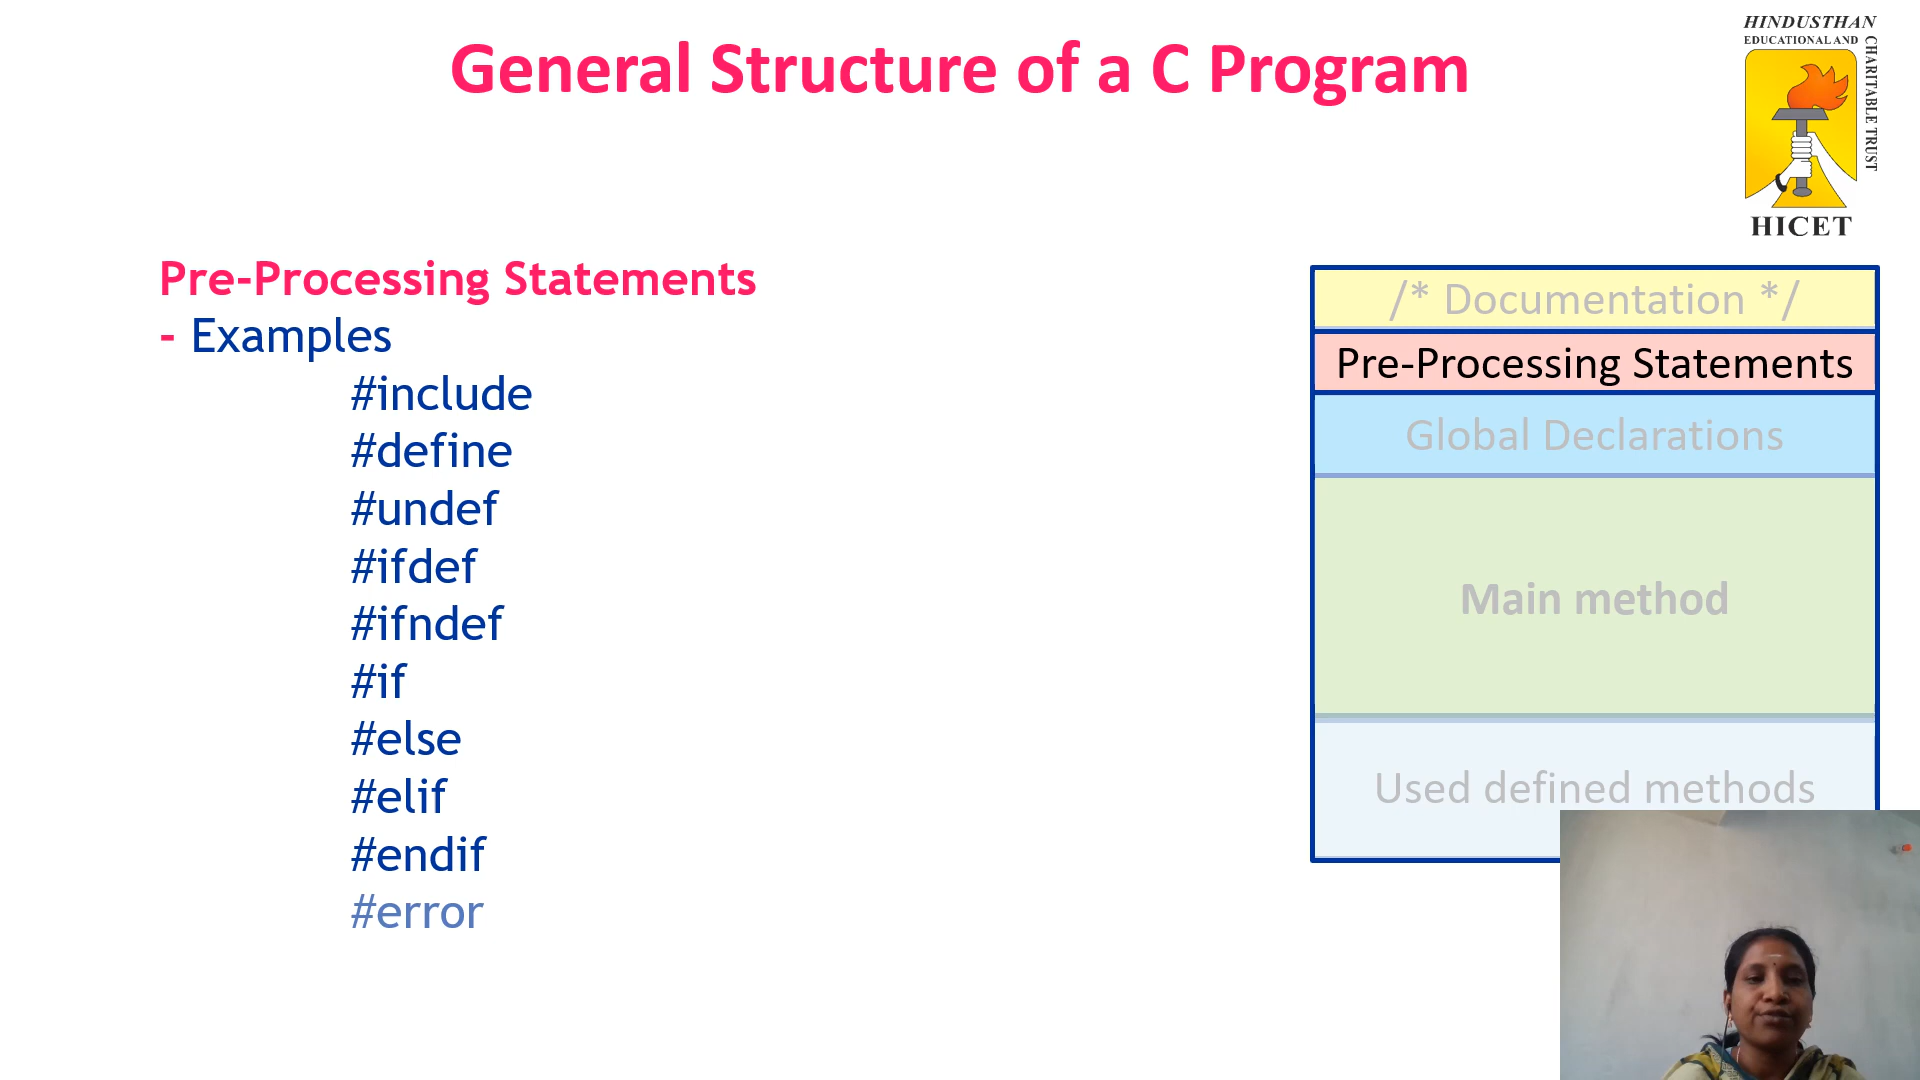 General Structure of a C Program
HINDUSTHAN
EDUCATIONAL AND
CHARITABLE TRUST
HICET
Pre-Processing Statements
- Examples
#include
#define
#undef
#ifdef
#ifndef
#if
#else
#elif
#endif
#error
/* Documentation */
Pre-Processing Statements
Global Declarations
Main method
Used defined methods